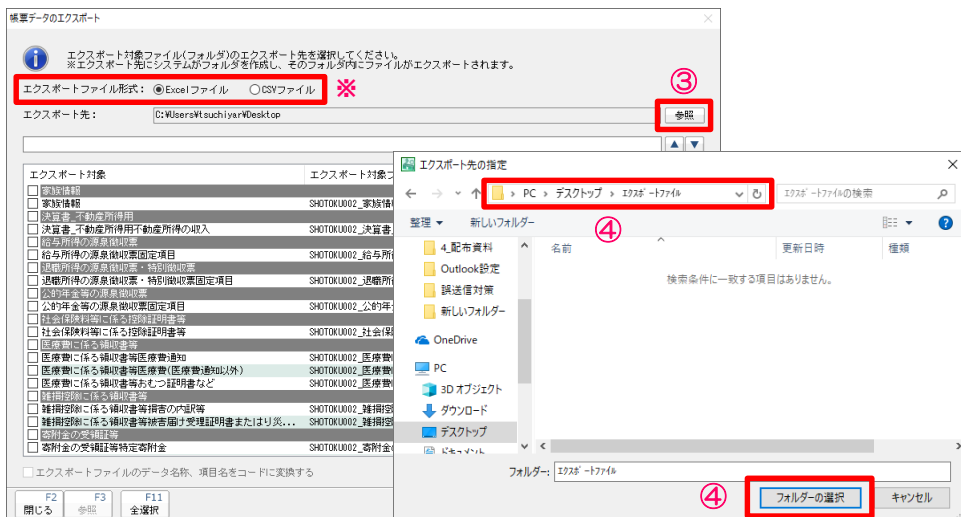 帳票データのエクスポート
エクスポート対象ファイル(フォルダ)のエクスポート先を選択してください。
※エクスポート先にシステムがフォルダを作成し、そのフォルダ内にファイルがエクスポートされます。
エクスポートファイル形式： Excelファイル CSVファイル ※
③
エクスポート先： C:¥Users¥tsuchiyar¥Desktop 参照
エクスポート対象 エクスポート対象フ
家族情報
家族情報 SHOTOKU002_家族情
決算書_不動産所得用
決算書_不動産所得用不動産所得の収入 SHOTOKU002_決算書_
給与所得の源泉徴収票
給与所得の源泉徴収票固定項目 SHOTOKU002_給与所
退職所得の源泉徴収票・特別徴収票
退職所得の源泉徴収票・特別徴収票固定項目 SHOTOKU002_退職所
公的年金等の源泉徴収票
公的年金等の源泉徴収票固定項目 SHOTOKU002_公的年
社会保険料等に係る控除証明書等
社会保険料等に係る控除証明書等 SHOTOKU002_社会保
医療費に係る領収書等
医療費に係る領収書等医療費通知 SHOTOKU002_医療費
医療費に係る領収書等医療費(医療費通知以外) SHOTOKU002_医療費
医療費に係る領収書等おむつ証明書など SHOTOKU002_医療費
雑損控除に係る領収書等
雑損控除に係る領収書等損害の内訳等 SHOTOKU002_雑損控
雑損控除に係る領収書等被害届け受理証明書またはり災... SHOTOKU002_雑損控
寄附金の受領証等
寄附金の受領証等特定寄附金 SHOTOKU002_寄附金
エクスポートファイルのデータ名称、項目名をコードに変換する
F2 F3 F11
閉じる 参照 全選択
エクスポート先の指定
PC › デスクトップ › ｴｸｽﾎﾟｰﾄﾌｧｲﾙ ｴｸｽﾎﾟｰﾄﾌｧｲﾙの検索
④
整理 新しいフォルダー
4_配布資料
Outlook設定
誤送信対策
新しいフォルダー
OneDrive
PC
3D オブジェクト
ダウンロード
デスクトップ
ドキュメント
名前 更新日時 種類
検索条件に一致する項目はありません。
フォルダー: ｴｸｽﾎﾟｰﾄﾌｧｲﾙ
④
フォルダーの選択 キャンセル